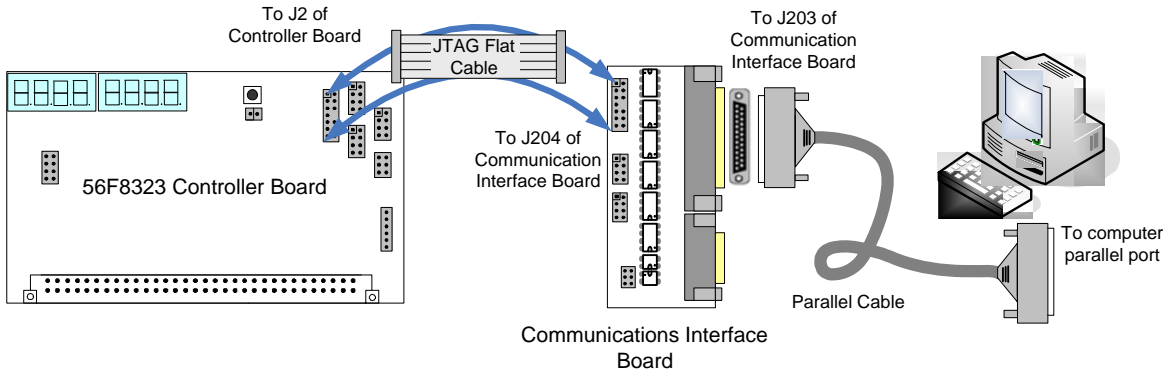 To J2 of
Controller Board
JTAG Flat
Cable
To J203 of
Communication
Interface Board
To J204 of
Communication
Interface Board
56F8323 Controller Board
To computer
parallel port
Parallel Cable
Communications Interface
Board